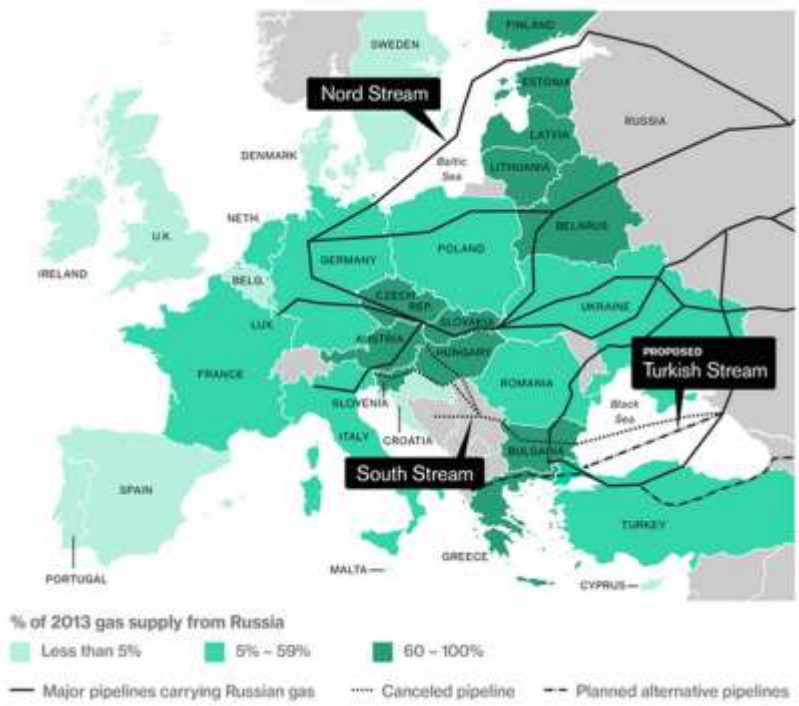 FINLAND
SWEDEN
ESTONIA
Nord Stream
RUSSIA
LATVIA
DENMARK
Baltic
Sea
LITHUANIA
NETH.
U.K.
BELARUS
POLAND
IRELAND
GERMANY
BELG.
CZECH
REP.
UKRAINE
LUX
SLOVAKIA
AUSTRIA
HUNGARY
PROPOSED
Turkish Stream
FRANCE
ROMANIA
SLOVENIA
Black
Sea
ITALY
CROATIA
BULGARIA
South Stream
SPAIN
TURKEY
GREECE
MALTA
PORTUGAL
CYPRUS
% of 2013 gas supply from Russia
Less than 5%
5% – 59%
60 – 100%
Major pipelines carrying Russian gas
Canceled pipeline
Planned alternative pipelines